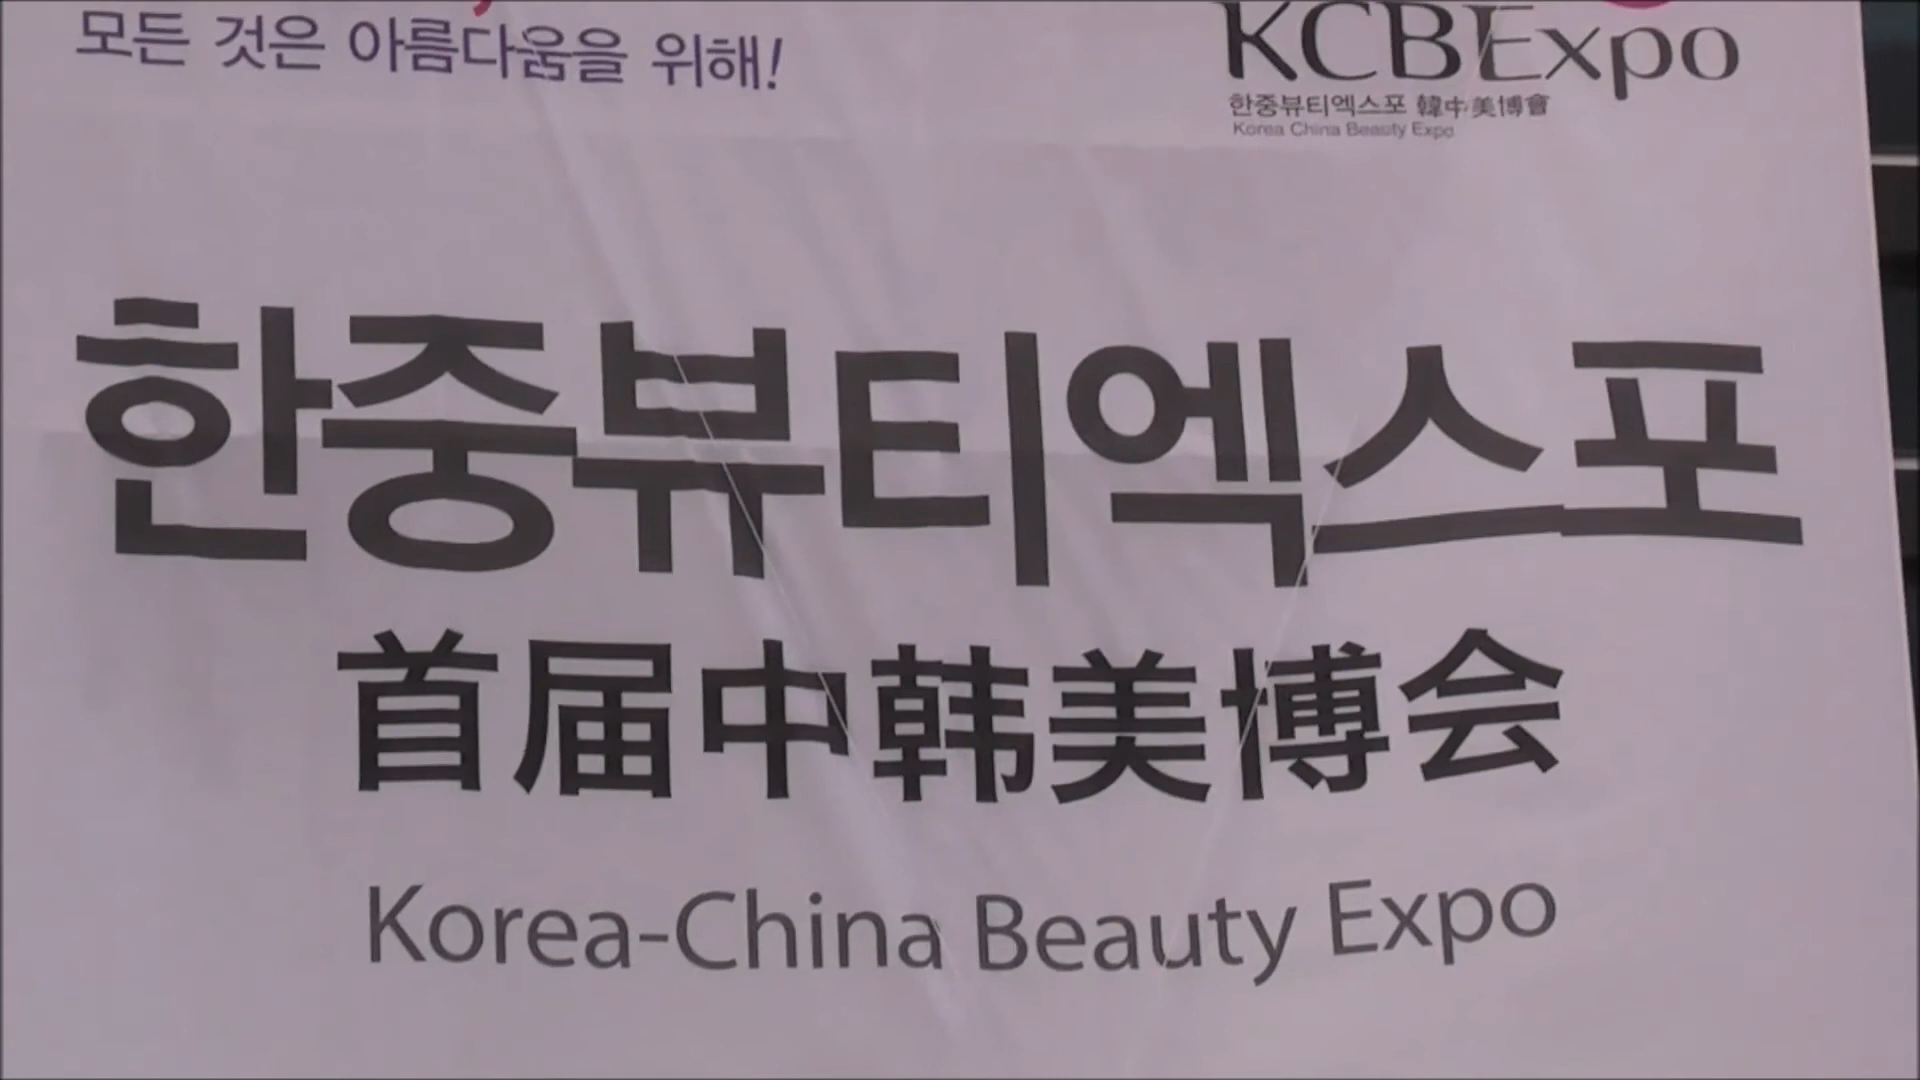 모든 것은 아름다움을 위해!
KCBExpo
한중뷰티엑스포 韓中美博會
Korea China Beauty Expo
한중뷰티엑스포
首届中韩美博会
Korea-China Beauty Expo